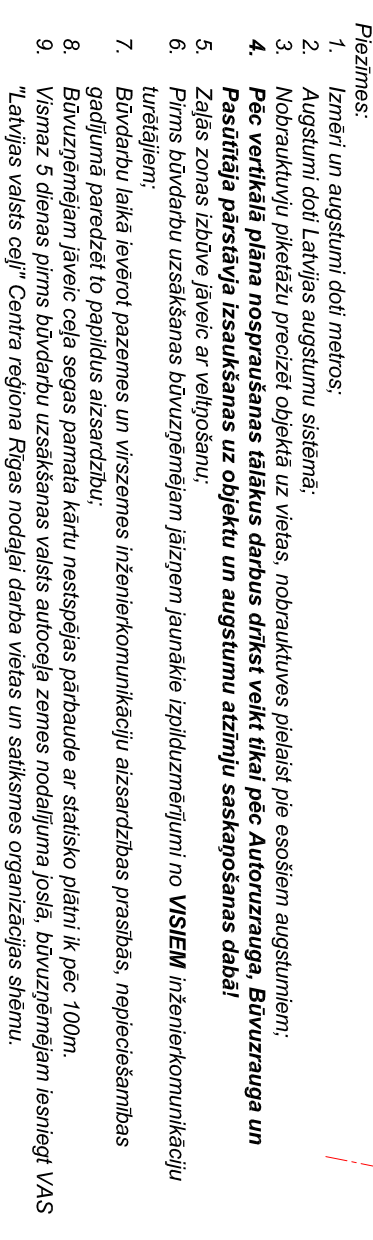 Piezīmes:
1. Izmēri un augstumi doti metros;
2. Augstumi doti Latvijas augstumu sistēmā;
3. Nobrauktuvju piketāžu precizēt objektā uz vietas, nobrauktuves pielaist pie esošiem augstumiem;
4. Pēc vertikālā plāna nospraušanas tālākus darbus drīkst veikt tikai pēc Autoruzrauga, Būvuzrauga un
Pasūtītāja pārstāvja izsaukšanas uz objektu un augstumu atzīmju saskaņošanas dabā!
5. Zaļās zonas izbūve jāveic ar veltņošanu;
6. Pirms būvdarbu uzsākšanas būvuzņēmējam jāizņem jaunākie izpilduzmērījumi no VISIEM inženierkomunikāciju
turētājiem;
7. Būvdarbu laikā ievērot pazemes un virszemes inženierkomunikāciju aizsardzības prasībās, nepieciešamības
gadījumā paredzēt to papildus aizsardzību;
8. Būvuzņēmējam jāveic ceļa segas pamata kārtu nestspējas pārbaude ar statisko plātni ik pēc 100m.
9. Vismaz 5 dienas pirms būvdarbu uzsākšanas valsts autoceļa zemes nodalījuma joslā, būvuzņēmējam iesniegt VAS
"Latvijas valsts ceļi" Centra reģiona Rīgas nodaļai darba vietas un satiksmes organizācijas shēmu.